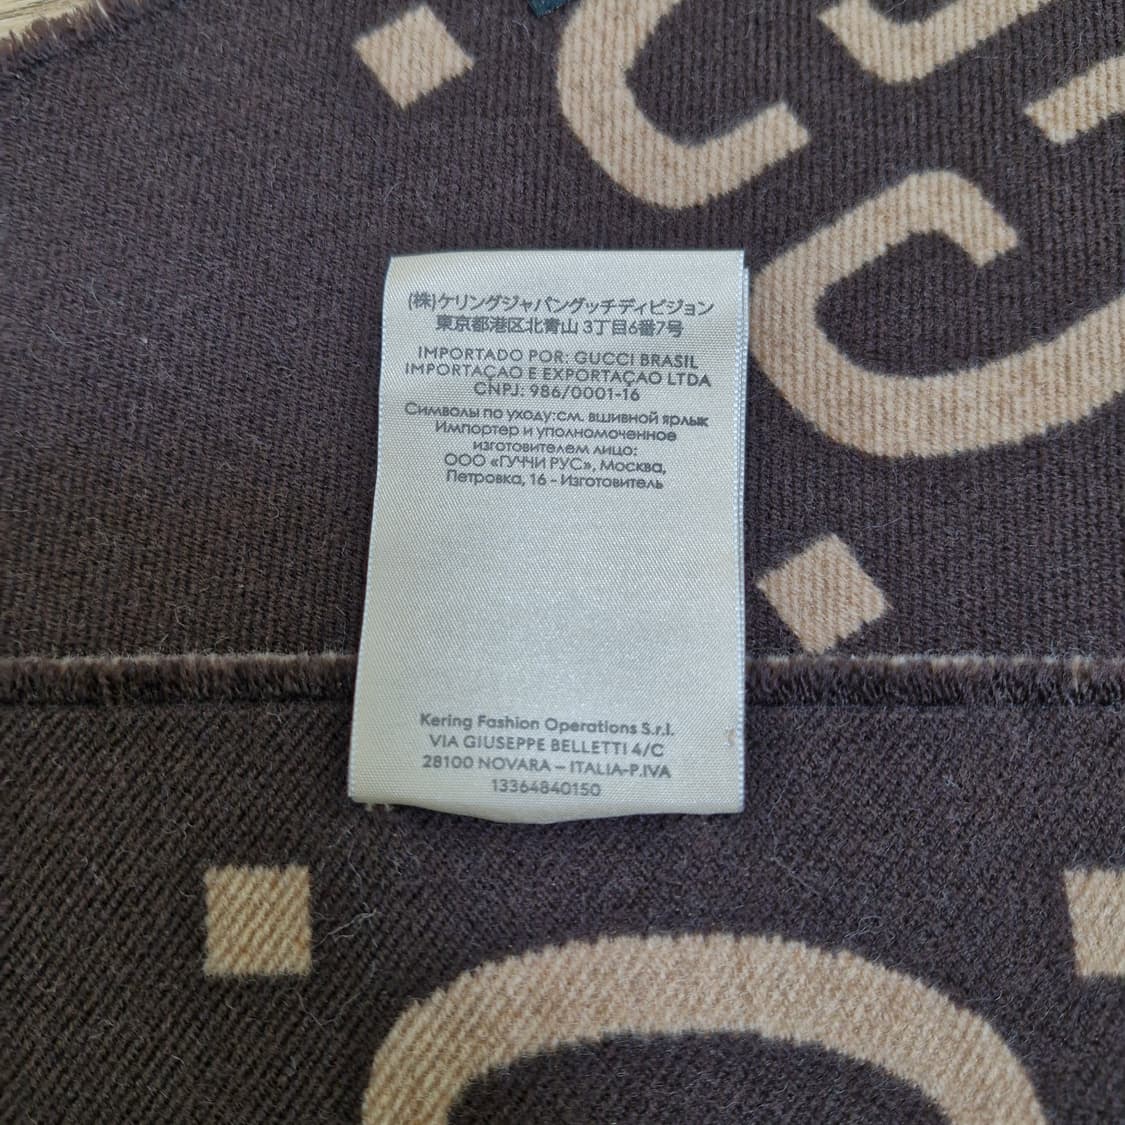 (株)ケリングジャパングッチディビジョン
東京都港区北青山 3丁目6番7号
IMPORTADO POR: GUCCI BRASIL
IMPORTAÇAO E EXPORTAÇAO LTDA
CNPJ: 986/0001-16
Символы по уходу:см. вшивной ярлык
Импортер и уполномоченное
изготовителем лицо:
ООО «ГУЧЧИ РУС», Москва,
Петровка, 16 - Изготовитель
Kering Fashion Operations S.r.l.
VIA GIUSEPPE BELLETTI 4/C
28100 NOVARA – ITALIA-P.IVA
13364840150